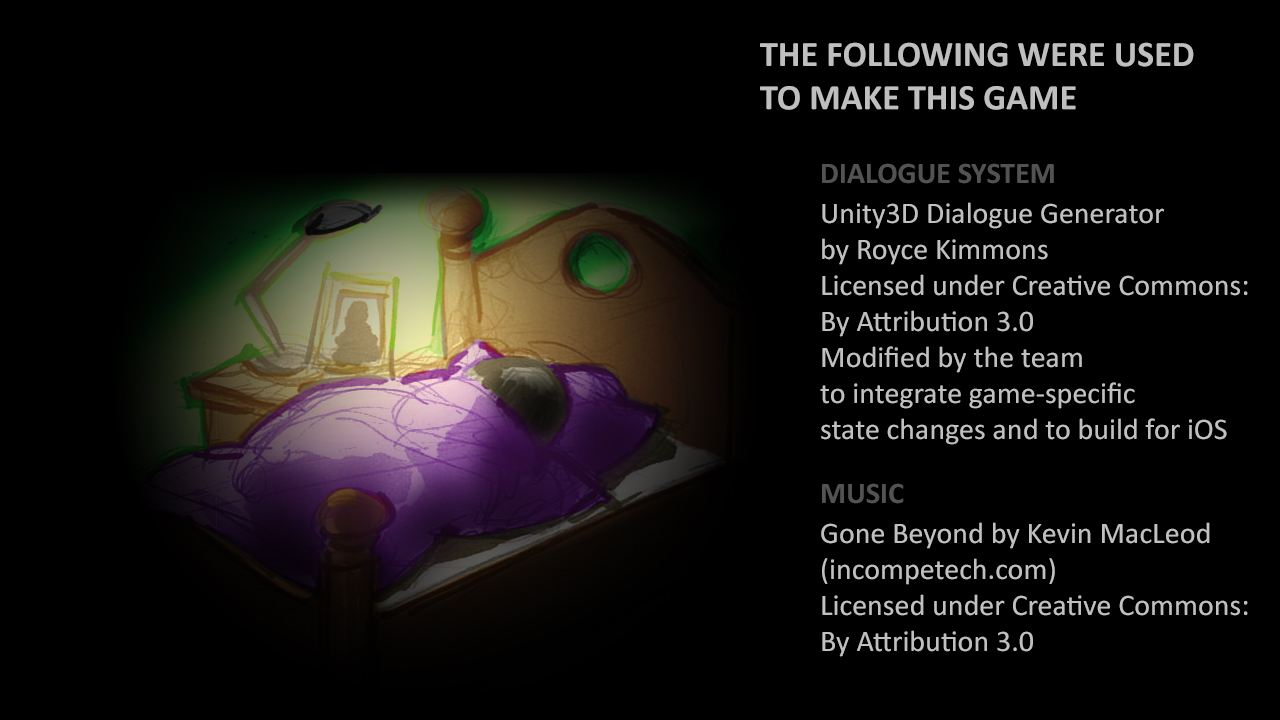 THE FOLLOWING WERE USED
TO MAKE THIS GAME
DIALOGUE SYSTEM
Unity3D Dialogue Generator
by Royce Kimmons
Licensed under Creative Commons:
By Attribution 3.0
Modified by the team
to integrate game-specific
state changes and to build for iOS
MUSIC
Gone Beyond by Kevin MacLeod
(incompetech.com)
Licensed under Creative Commons:
By Attribution 3.0